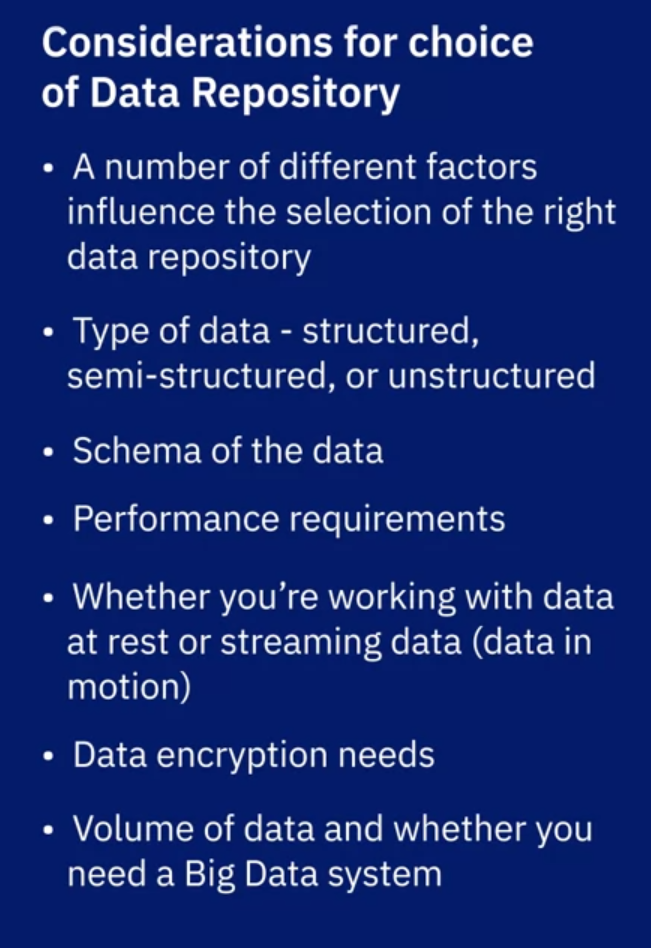 Considerations for choice
of Data Repository
• A number of different factors
influence the selection of the right
data repository
• Type of data - structured,
semi-structured, or unstructured
• Schema of the data
• Performance requirements
• Whether you’re working with data
at rest or streaming data (data in
motion)
• Data encryption needs
• Volume of data and whether you
need a Big Data system